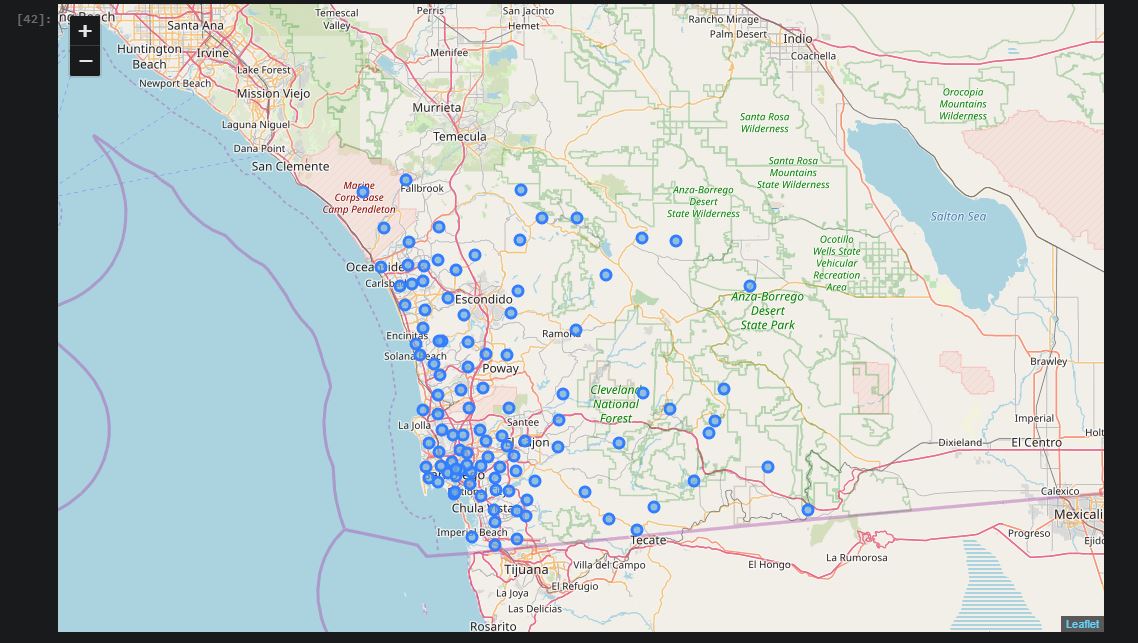 [42]:
+
−
Santa Ana
Huntington
Beach
Irvine
Newport Beach
Lake Forest
Mission Viejo
Laguna Niguel
Dana Point
San Clemente
Temescal
Valley
Perris
San Jacinto
Hemet
Menifee
Murrieta
Temecula
Rancho Mirage
Palm Desert
Indio
Coachella
Orocopia
Mountains
Wilderness
Santa Rosa
Wilderness
Santa Rosa
Mountains
State Wilderness
Anza-Borrego
Desert
State Wilderness
Salton Sea
Ocotillo
Wells State
Vehicular
Recreation
Area
Marine
Corps Base
Camp Pendleton
Fallbrook
Oceanside
Carlsbad
Escondido
Anza-Borrego
Desert
State Park
Encinitas
Solana Beach
Ramona
Poway
Brawley
Cleveland
National
Forest
La Jolla
Santee
El Cajon
Imperial
Dixieland
El Centro
Holt
San Diego
National
Chula Vista
Calexico
Mexicali
Imperial Beach
Tecate
Progreso
Ejido
Tijuana
Villa del Campo
El Hongo
La Rumorosa
El Refugio
La Joya
Las Delicias
Rosarito
Leaflet